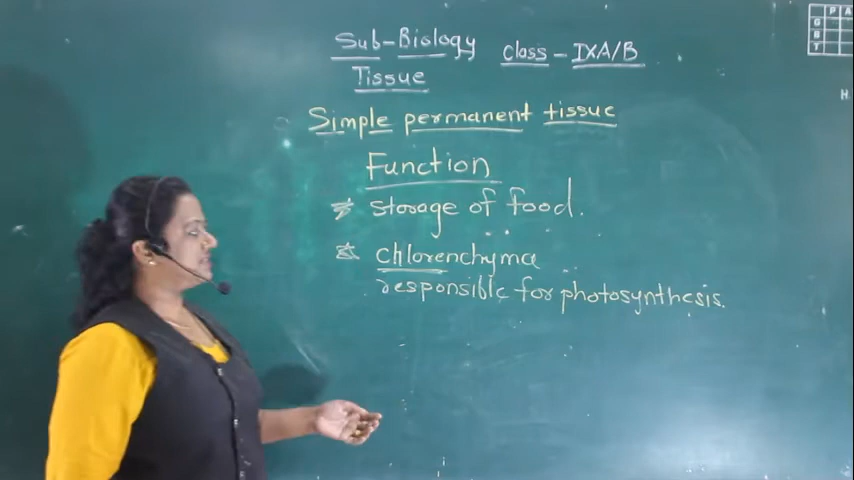 Sub-Biology Class - IXA/B
Tissue
Simple permanent tissue
Function
* storage of food.
* chlorenchyma
responsible for photosynthesis.
P A
G
B
T
H